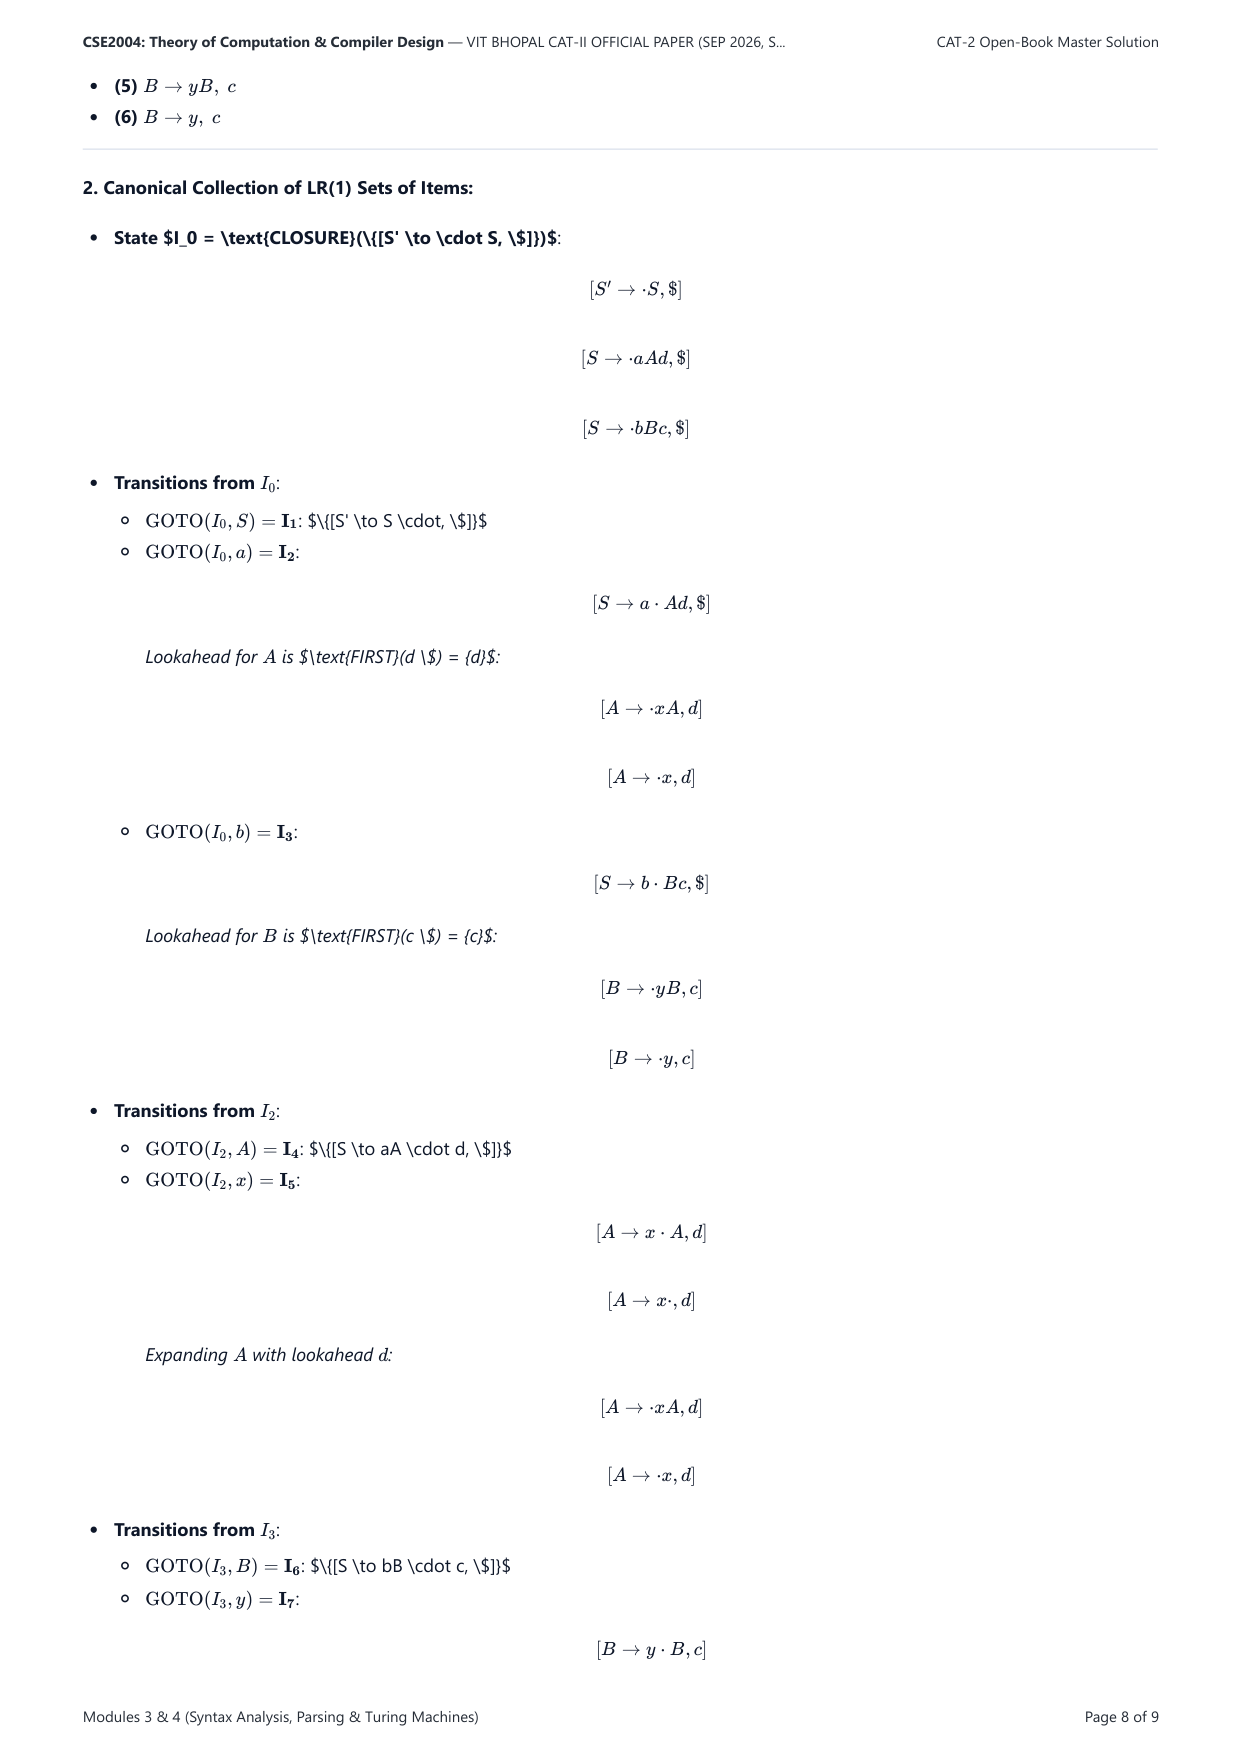 CSE2004: Theory of Computation & Compiler Design — VIT BHOPAL CAT-II OFFICIAL PAPER (SEP 2026, S... CAT-2 Open-Book Master Solution
• (5) B → yB, c
• (6) B → y, c
2. Canonical Collection of LR(1) Sets of Items:
• State $I_0 = \text{CLOSURE}(\{[S' \to \cdot S, \$]\})$:
[S′ → ·S, $]
[S → ·aAd, $]
[S → ·bBc, $]
• Transitions from I₀:
∘ GOTO(I₀, S) = I₁: $\{[S' \to S \cdot, \$]\}$
∘ GOTO(I₀, a) = I₂:
[S → a · Ad, $]
Lookahead for A is $\text{FIRST}(d \$) = {d}$:
[A → ·xA, d]
[A → ·x, d]
∘ GOTO(I₀, b) = I₃:
[S → b · Bc, $]
Lookahead for B is $\text{FIRST}(c \$) = {c}$:
[B → ·yB, c]
[B → ·y, c]
• Transitions from I₂:
∘ GOTO(I₂, A) = I₄: $\{[S \to aA \cdot d, \$]\}$
∘ GOTO(I₂, x) = I₅:
[A → x · A, d]
[A → x·, d]
Expanding A with lookahead d:
[A → ·xA, d]
[A → ·x, d]
• Transitions from I₃:
∘ GOTO(I₃, B) = I₆: $\{[S \to bB \cdot c, \$]\}$
∘ GOTO(I₃, y) = I₇:
[B → y · B, c]
Modules 3 & 4 (Syntax Analysis, Parsing & Turing Machines) Page 8 of 9